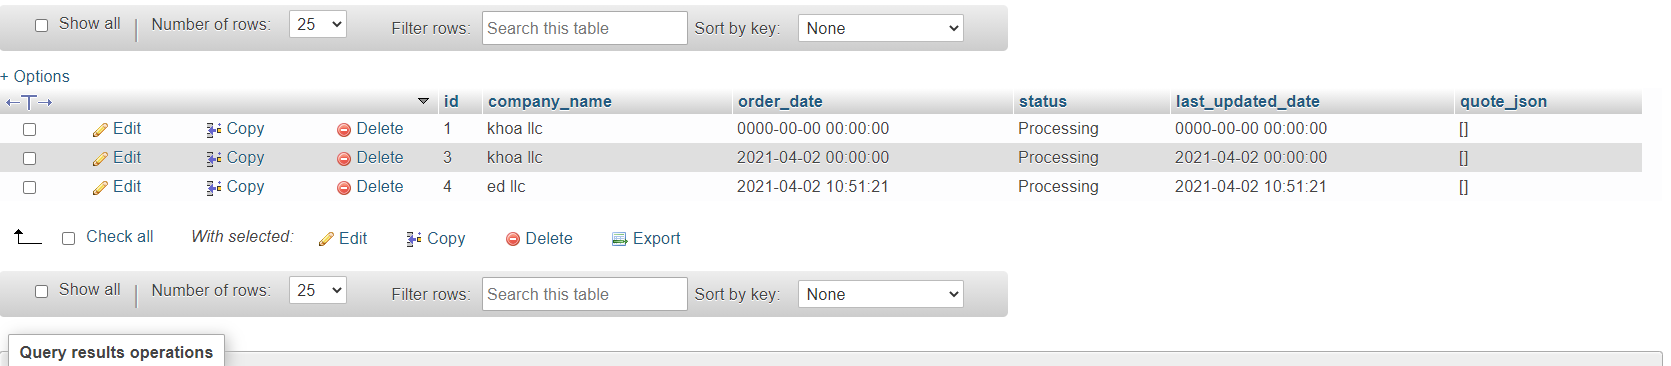 Show all Number of rows: 25 Filter rows: Search this table Sort by key: None
+ Options
←T→ id company_name order_date status last_updated_date quote_json
Edit Copy Delete 1 khoa llc 0000-00-00 00:00:00 Processing 0000-00-00 00:00:00 []
Edit Copy Delete 3 khoa llc 2021-04-02 00:00:00 Processing 2021-04-02 00:00:00 []
Edit Copy Delete 4 ed llc 2021-04-02 10:51:21 Processing 2021-04-02 10:51:21 []
Check all With selected: Edit Copy Delete Export
Show all Number of rows: 25 Filter rows: Search this table Sort by key: None
Query results operations